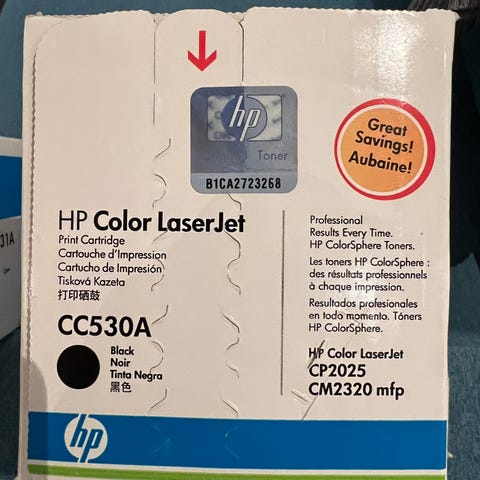 hp
Original Toner
B1CA2723268
Great
Savings!
Aubaine!
HP Color LaserJet
Print Cartridge
Cartouche d'Impression
Cartucho de Impresión
Tisková Kazeta
打印硒鼓
CC530A
Black
Noir
Tinta Negra
黑色
Professional
Results Every Time.
HP ColorSphere Toners.
Les toners HP ColorSphere :
des résultats professionnels
à chaque impression.
Resultados profesionales
en todo momento. Tóners
HP ColorSphere.
HP Color LaserJet
CP2025
CM2320 mfp
hp
31A